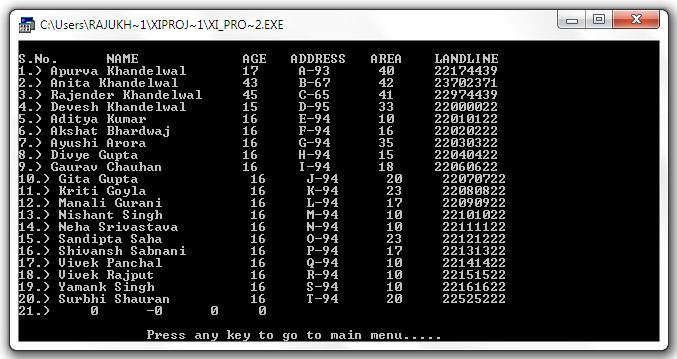 C:\Users\RAJUKH~1\XIPROJ~1\XI_PRO~2.EXE
S.No. NAME AGE ADDRESS AREA LANDLINE
1.> Apurva Khandelwal 17 A-93 40 22174439
2.> Anita Khandelwal 43 B-67 42 23702371
3.> Rajender Khandelwal 45 C-65 41 22974439
4.> Devesh Khandelwal 15 D-95 33 22000022
5.> Aditya Kumar 16 E-94 10 22010122
6.> Akshat Bhardwaj 16 F-94 16 22020222
7.> Ayushi Arora 16 G-94 35 22030322
8.> Divye Gupta 16 H-94 15 22040422
9.> Gaurav Chauhan 16 I-94 18 22060622
10.> Gita Gupta 16 J-94 20 22070722
11.> Kriti Goyla 16 K-94 23 22080822
12.> Manali Gurani 16 L-94 17 22090922
13.> Nishant Singh 16 M-94 10 22101022
14.> Neha Srivastava 16 N-94 10 22111122
15.> Sandipta Saha 16 O-94 23 22121222
16.> Shivansh Sabnani 16 P-94 17 22131322
17.> Vivek Panchal 16 Q-94 10 22141422
18.> Vivek Rajput 16 R-94 10 22151522
19.> Yamank Singh 16 S-94 10 22161622
20.> Surbhi Shauran 16 T-94 20 22525222
21.> 0 -0 0 0
Press any key to go to main menu.....